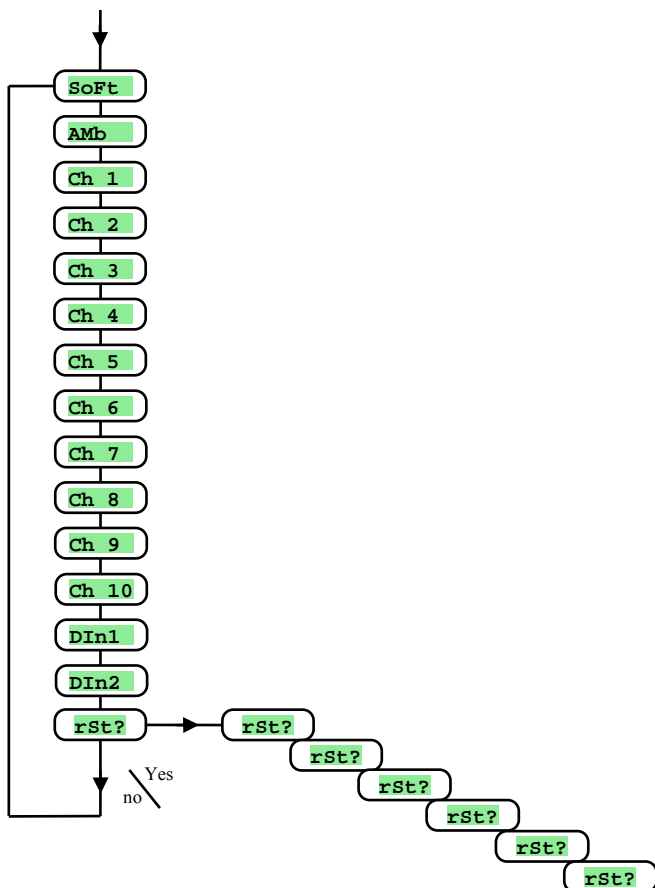 SoFt
AMb
Ch 1
Ch 2
Ch 3
Ch 4
Ch 5
Ch 6
Ch 7
Ch 8
Ch 9
Ch 10
DIn1
DIn2
rSt?
rSt?
rSt?
rSt?
rSt?
rSt?
rSt?
Yes
no